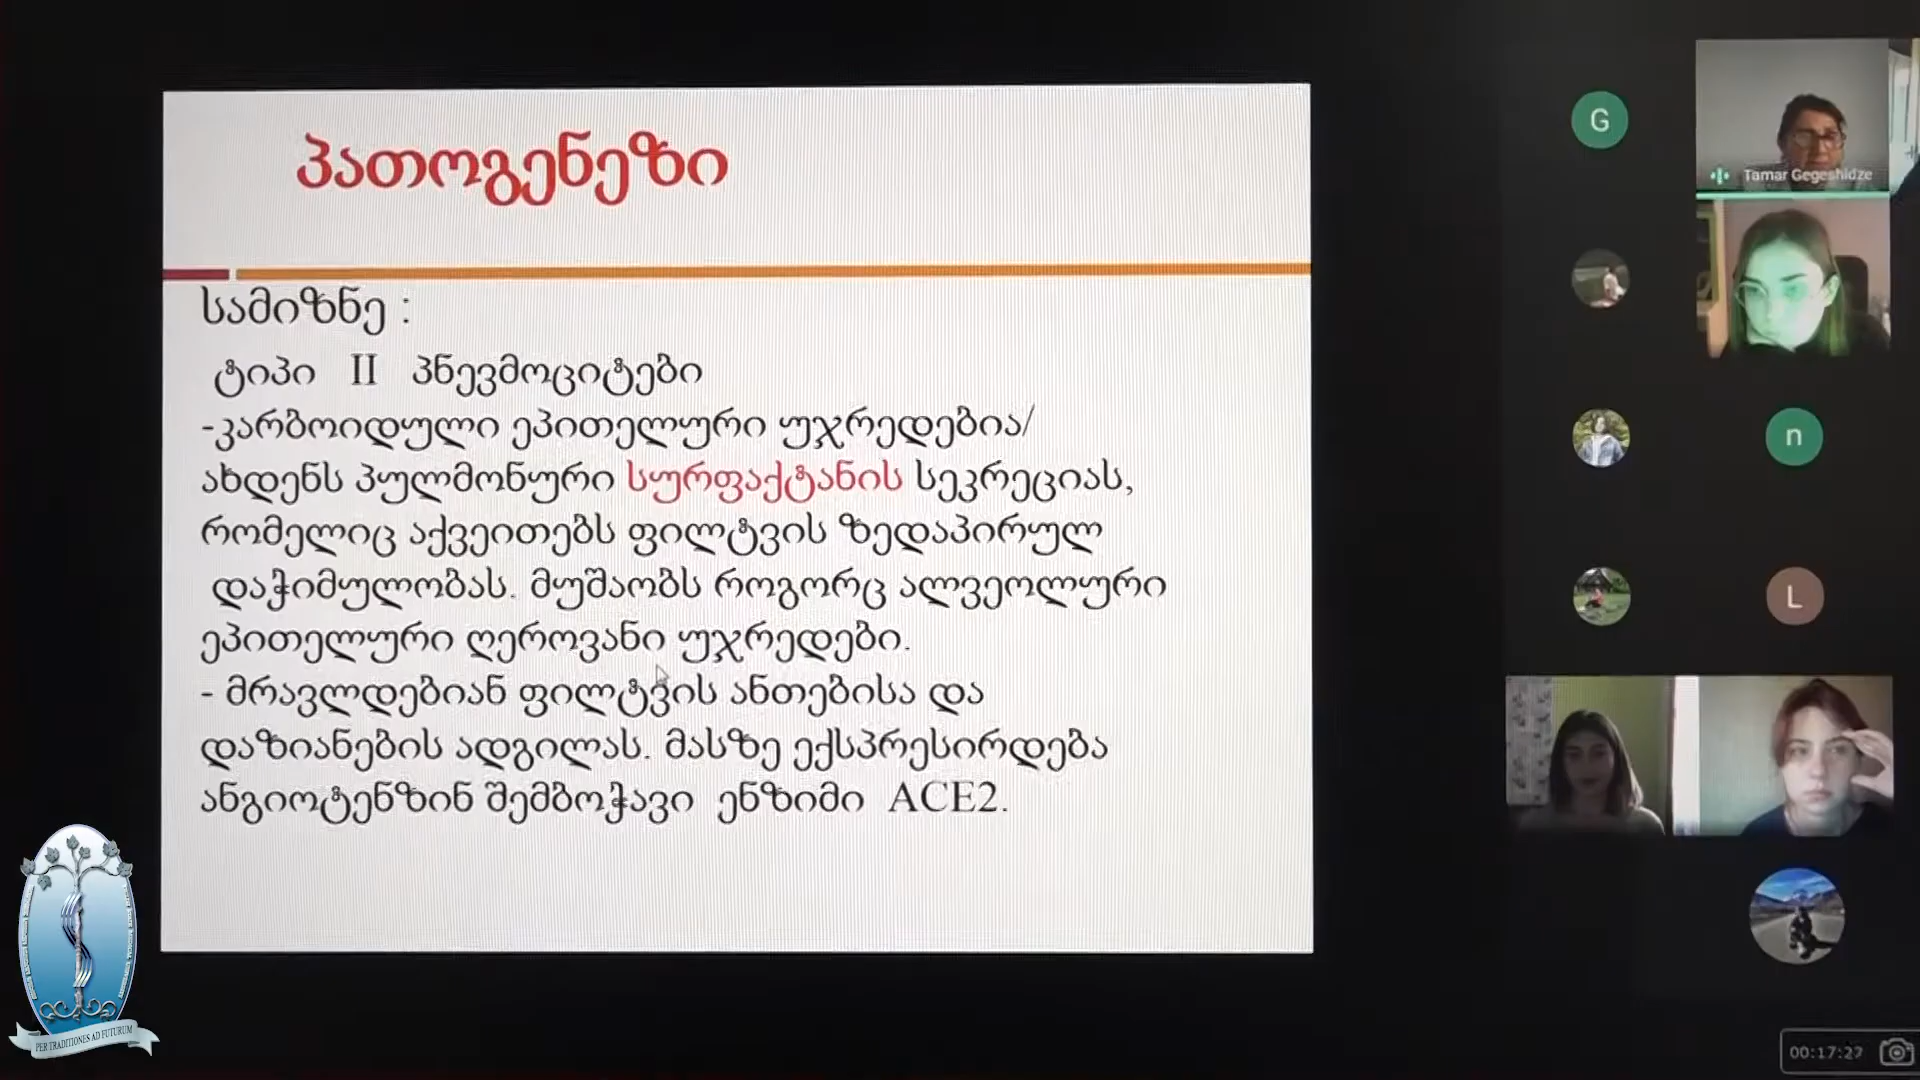 პათოგენეზი
სამიზნე :
ტიპი II პნევმოციტები
-კარბოიდული ეპითელური უჯრედებია/
ახდენს პულმონური სურფაქტანის სეკრეციას,
რომელიც აქვეითებს ფილტვის ზედაპირულ
დაჭიმულობას. მუშაობს როგორც ალვეოლური
ეპითელური ღეროვანი უჯრედები.
- მრავლდებიან ფილტვის ანთებისა და
დაზიანების ადგილას. მასზე ექსპრესირდება
ანგიოტენზინ შემბოჭავი ენზიმი ACE2.
G
Tamar Gegeshidze
n
L
PER TRADITIONES AD FUTURUM
00:17:27